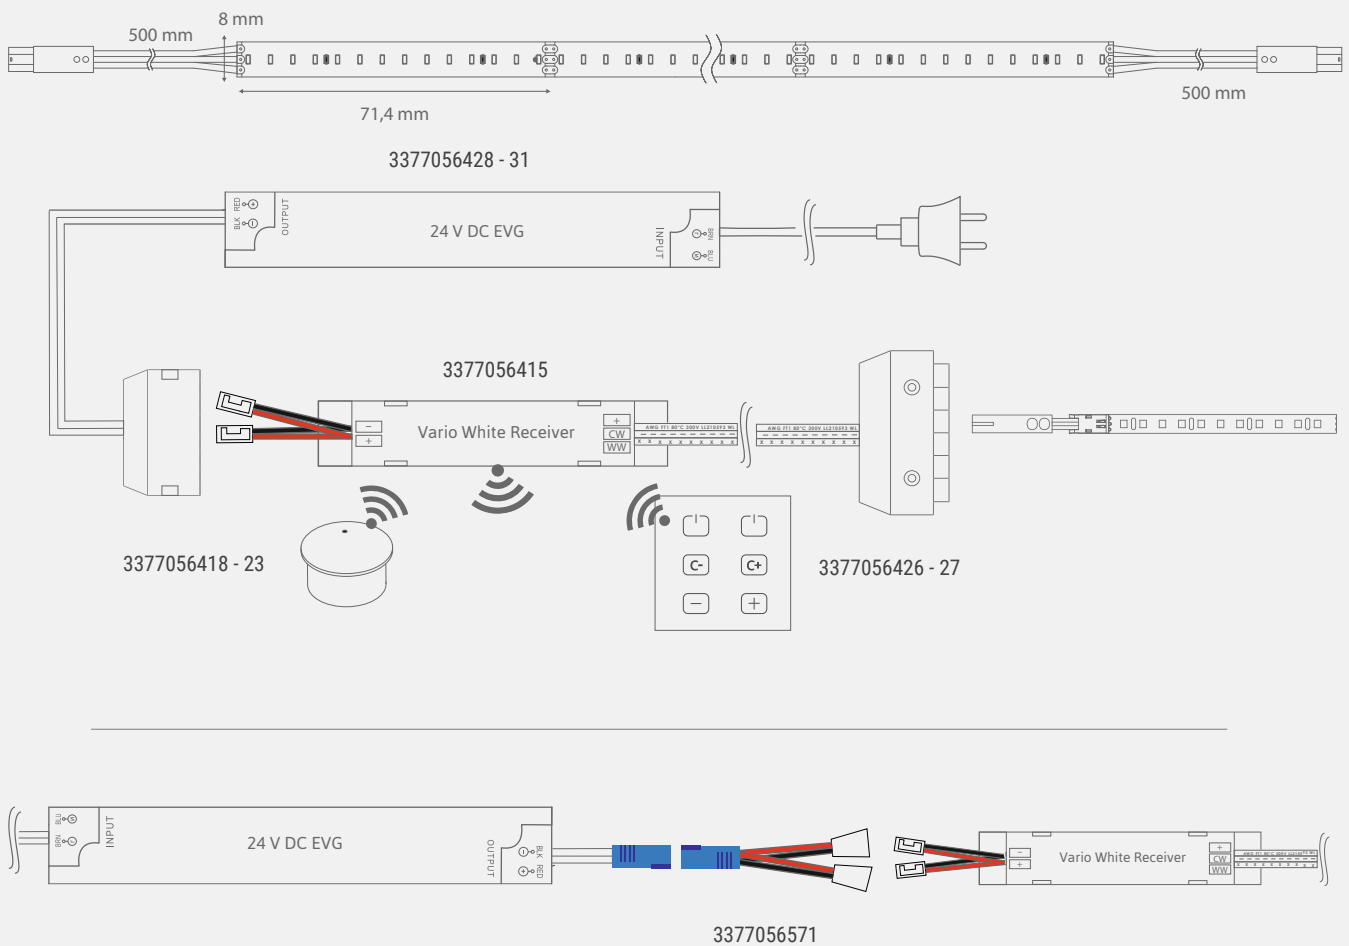 8 mm
500 mm
71,4 mm
500 mm
3377056428 - 31
RED +
BLK −
OUTPUT
24 V DC EVG
INPUT
BRN
BLU
3377056415
−
+
Vario White Receiver
+
CW
WW
3377056418 - 23
C- C+
− +
3377056426 - 27
BLU
BRN
INPUT
24 V DC EVG
OUTPUT
− BLK
+ RED
−
+
Vario White Receiver
+
CW
WW
3377056571